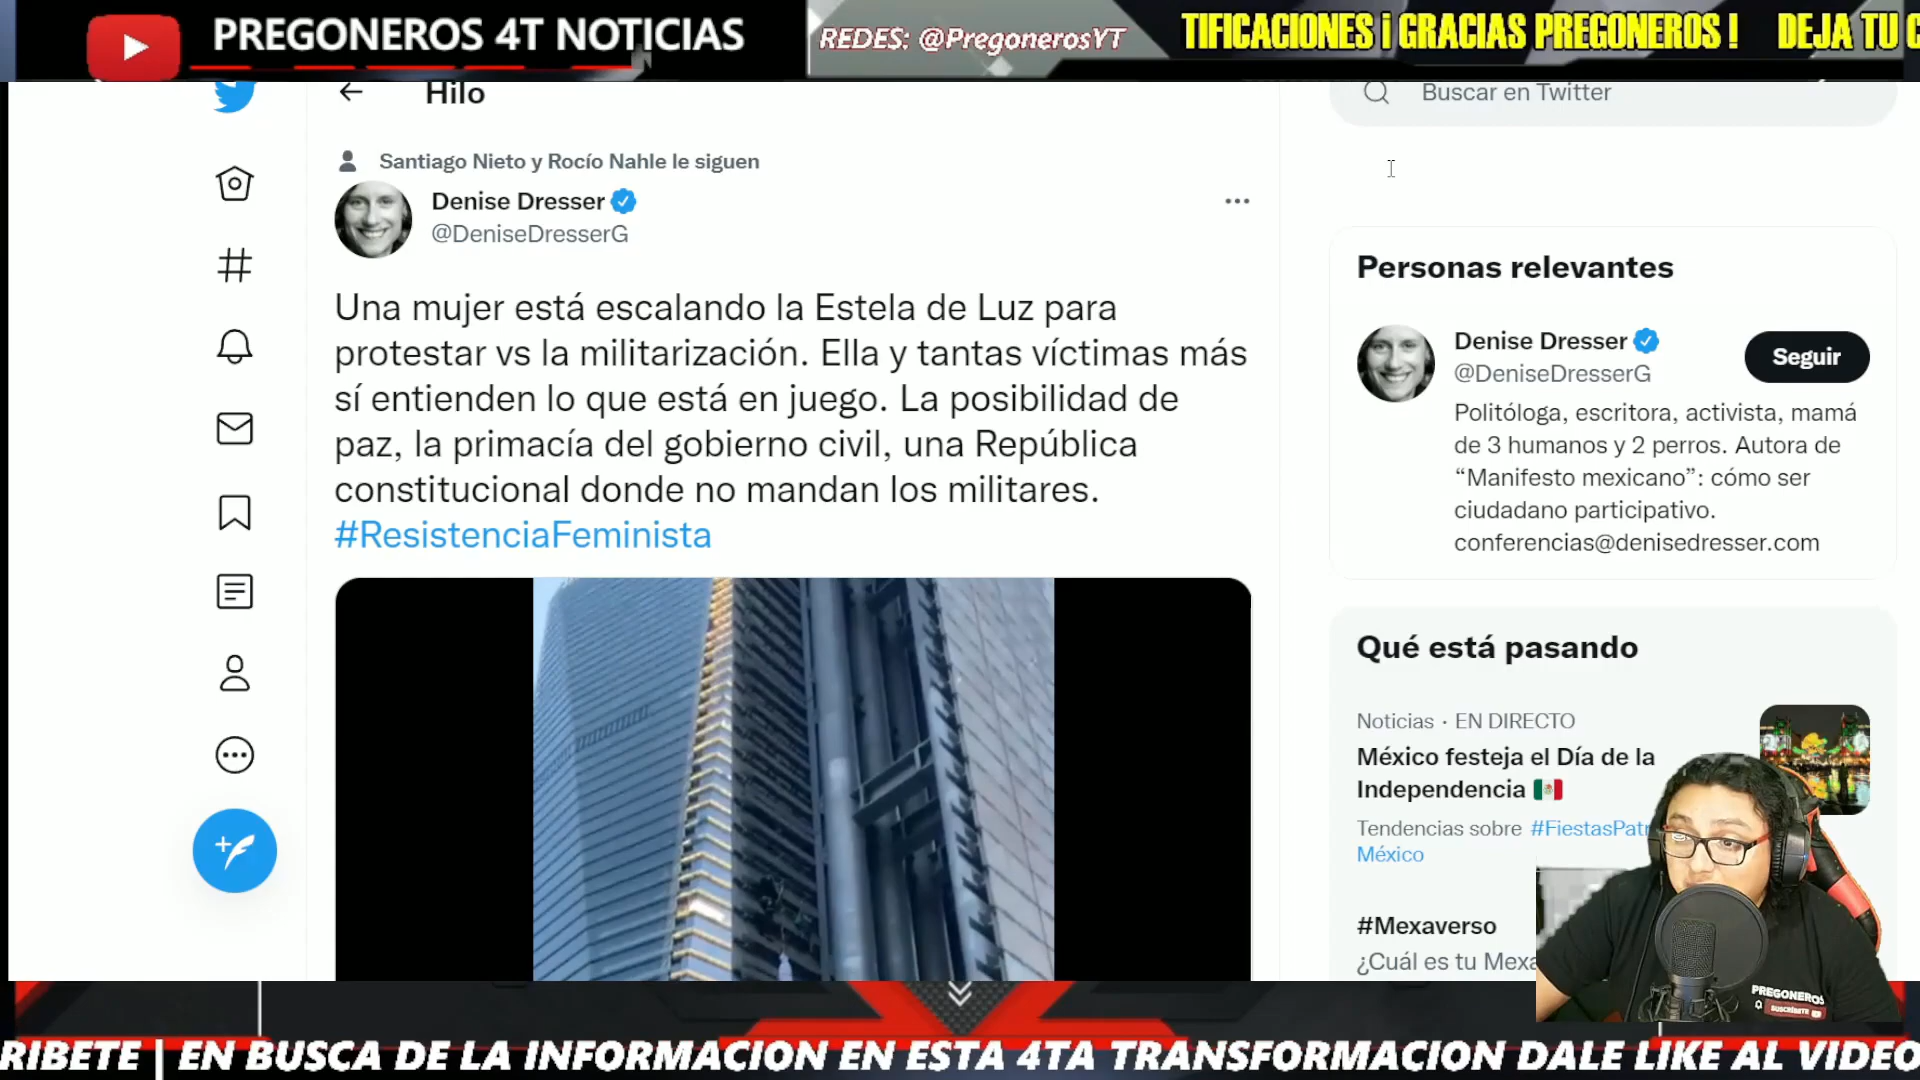 PREGONEROS 4T NOTICIAS
REDES: @PregonerosYT
TIFICACIONES ¡ GRACIAS PREGONEROS ! DEJA TU C
Hilo
Buscar en Twitter
Santiago Nieto y Rocío Nahle le siguen
Denise Dresser
@DeniseDresserG
Una mujer está escalando la Estela de Luz para
protestar vs la militarización. Ella y tantas víctimas más
sí entienden lo que está en juego. La posibilidad de
paz, la primacía del gobierno civil, una República
constitucional donde no mandan los militares.
#ResistenciaFeminista
Personas relevantes
Denise Dresser
@DeniseDresserG
Seguir
Politóloga, escritora, activista, mamá
de 3 humanos y 2 perros. Autora de
“Manifesto mexicano”: cómo ser
ciudadano participativo.
conferencias@denisedresser.com
Qué está pasando
Noticias · EN DIRECTO
México festeja el Día de la
Independencia
Tendencias sobre #FiestasPat
México
#Mexaverso
¿Cuál es tu Mexa
PREGONEROS
SUSCRIBETE
RIBETE | EN BUSCA DE LA INFORMACION EN ESTA 4TA TRANSFORMACION DALE LIKE AL VIDEO